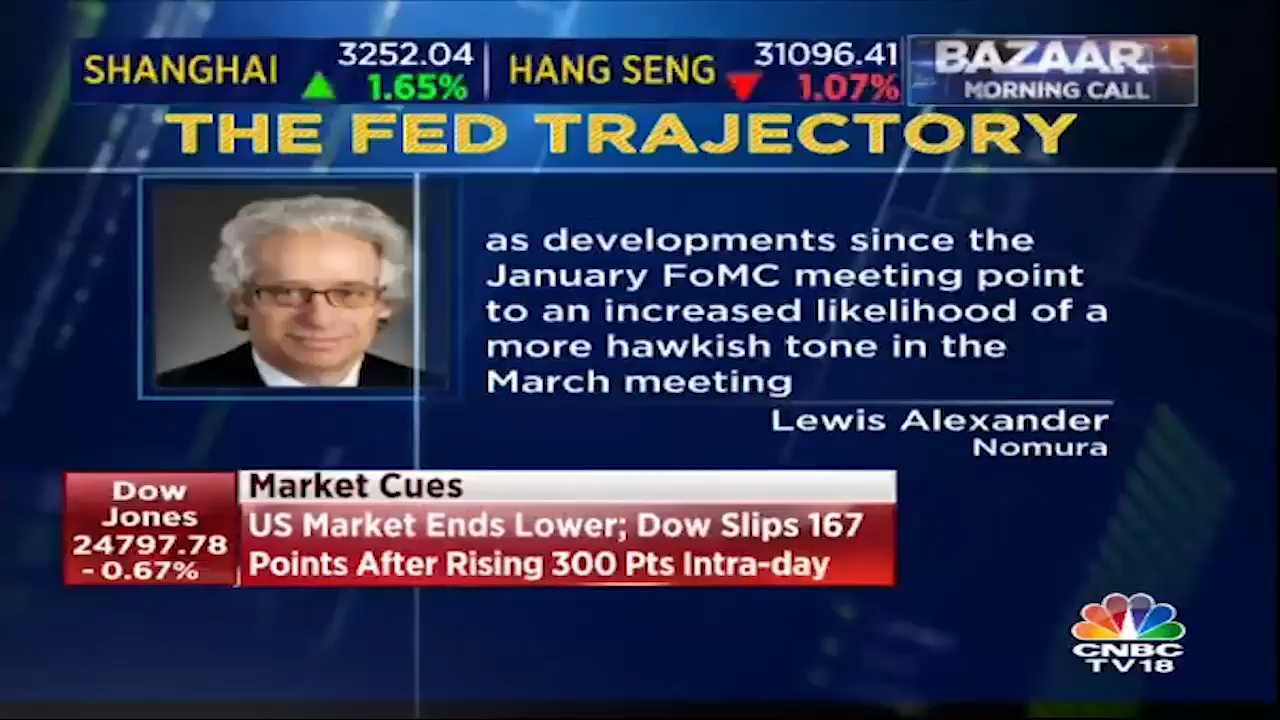 SHANGHAI 3252.04
1.65%
HANG SENG 31096.41
1.07%
BAZAAR
MORNING CALL
THE FED TRAJECTORY
as developments since the
January FoMC meeting point
to an increased likelihood of a
more hawkish tone in the
March meeting
Lewis Alexander
Nomura
Dow
Jones
24797.78
-0.67%
Market Cues
US Market Ends Lower; Dow Slips 167
Points After Rising 300 Pts Intra-day
CNBC
TV18